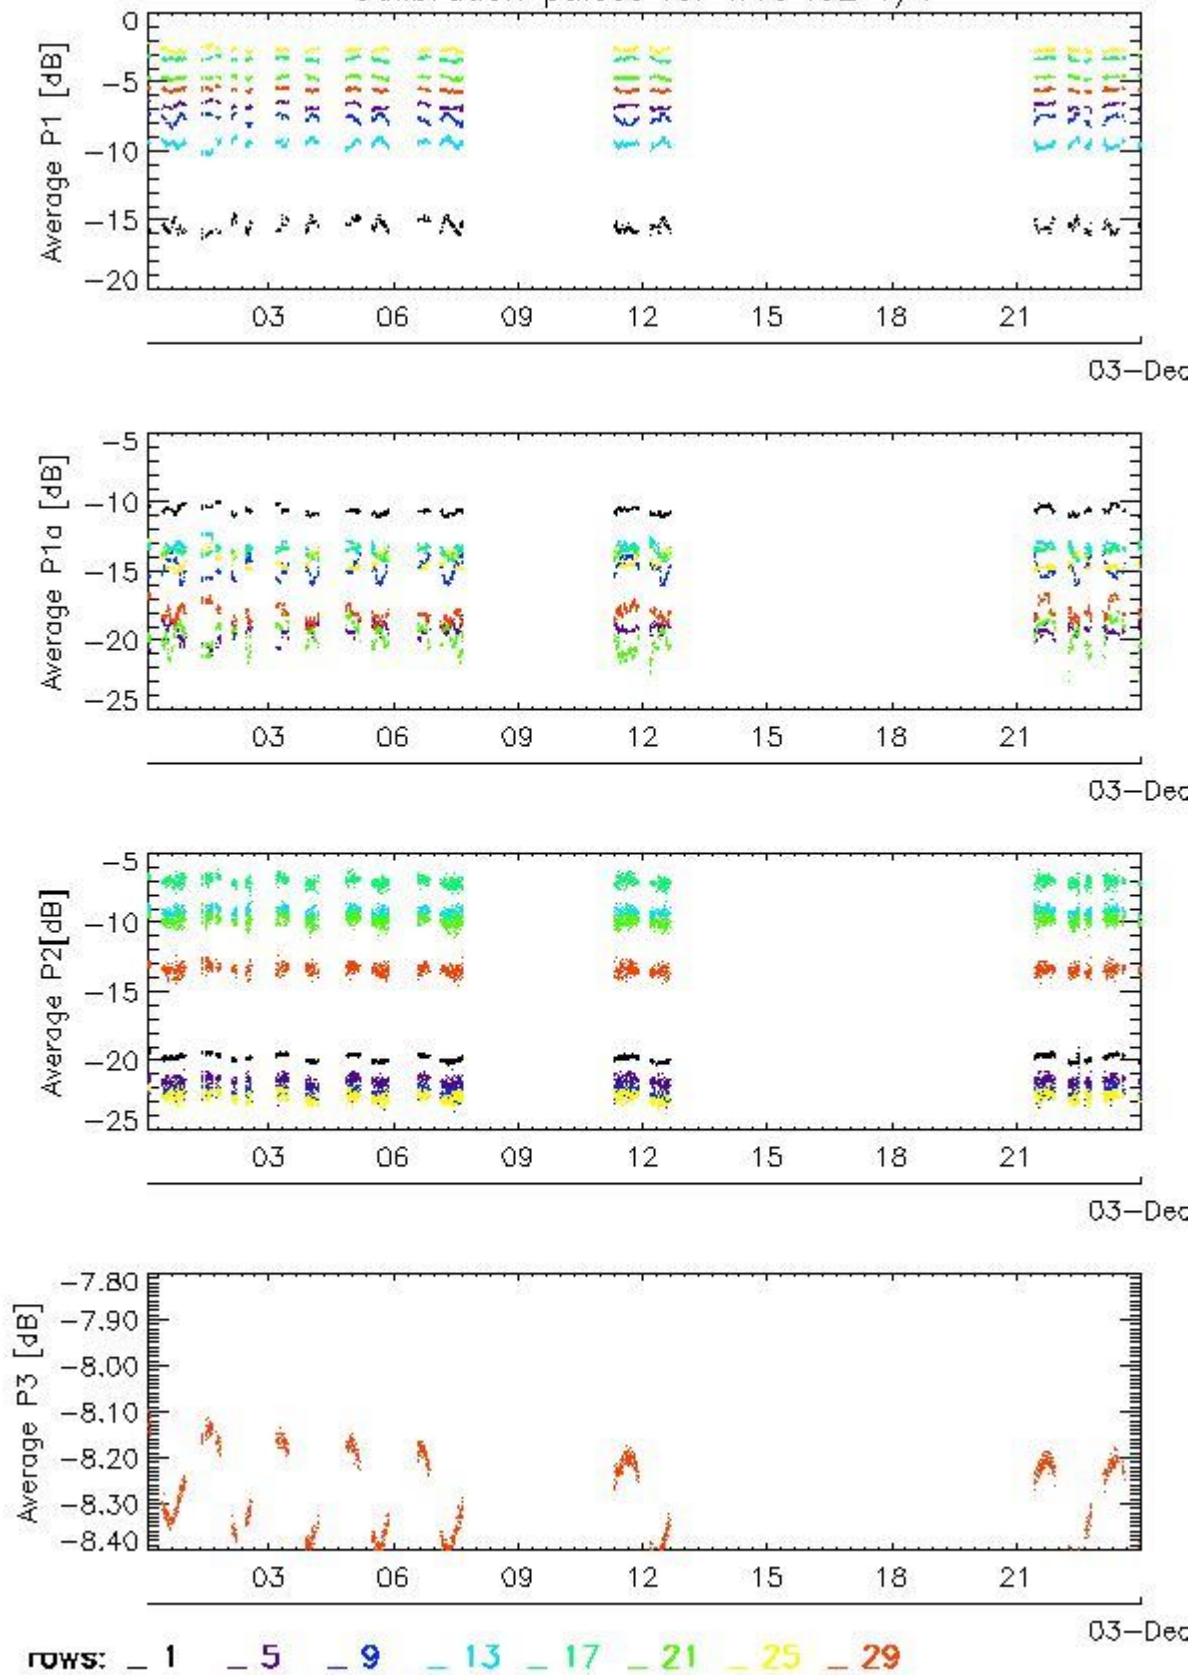 Average P1 [dB]
0
-5
-10
-15
-20
03 06 09 12 15 18 21
03-Dec
Average P1a [dB]
-5
-10
-15
-20
-25
03 06 09 12 15 18 21
03-Dec
Average P2[dB]
-5
-10
-15
-20
-25
03 06 09 12 15 18 21
03-Dec
Average P3 [dB]
-7.80
-7.90
-8.00
-8.10
-8.20
-8.30
-8.40
03 06 09 12 15 18 21
03-Dec
rows: _ 1 _ 5 _ 9 _ 13 _ 17 _ 21 _ 25 _ 29